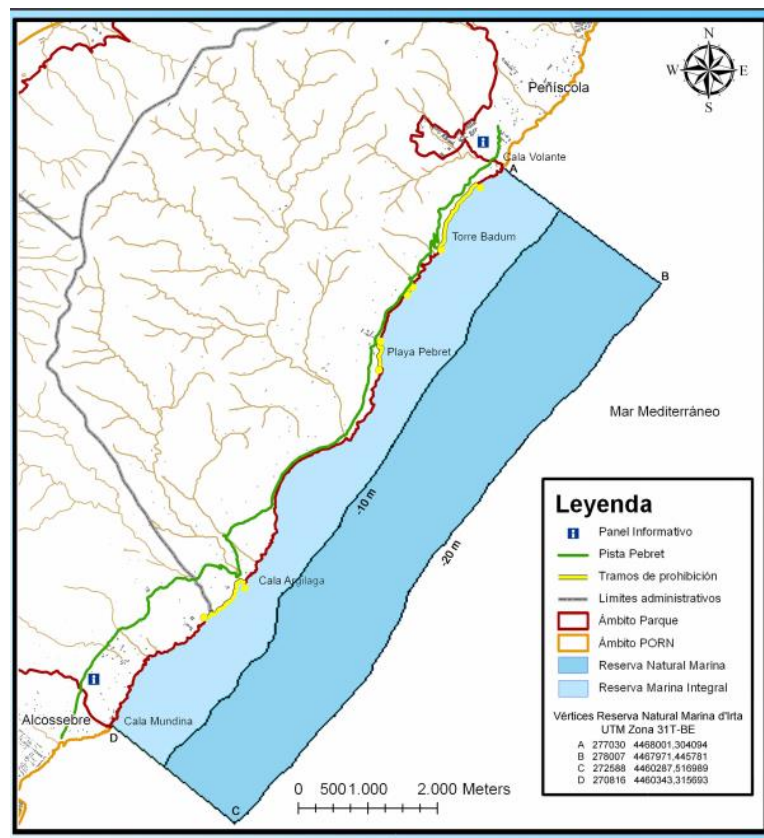 N
W E
S
Peñíscola
Cala Volante
A
Torre Badum
B
Playa Pebret
Mar Mediterráneo
-10 m
-20 m
Cala Argilaga
Alcossebre
Cala Mundina
D
C
0 5001.000 2.000 Meters
Leyenda
Panel Informativo
Pista Pebret
Tramos de prohibición
Límites administrativos
Ámbito Parque
Ámbito PORN
Reserva Natural Marina
Reserva Marina Integral
Vértices Reserva Natural Marina d'Irta
UTM Zona 31T-BE
A 277030 4468001,304094
B 278007 4467971,445781
C 272588 4460287,516989
D 270816 4460343,315693